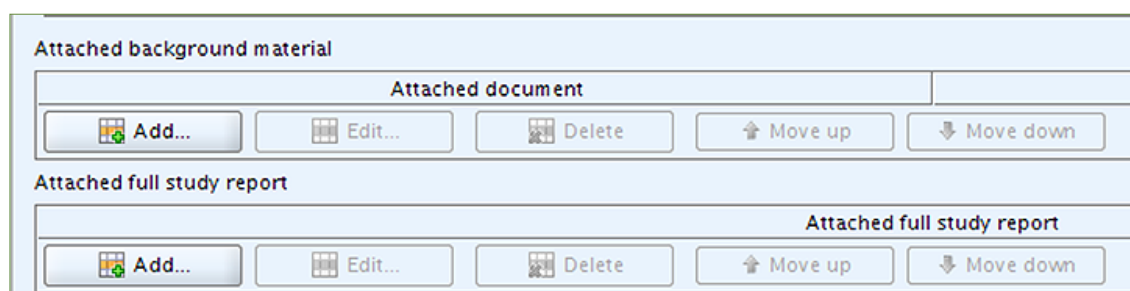 Attached background material
Attached document
Add... Edit... Delete Move up Move down
Attached full study report
Attached full study report
Add... Edit... Delete Move up Move down